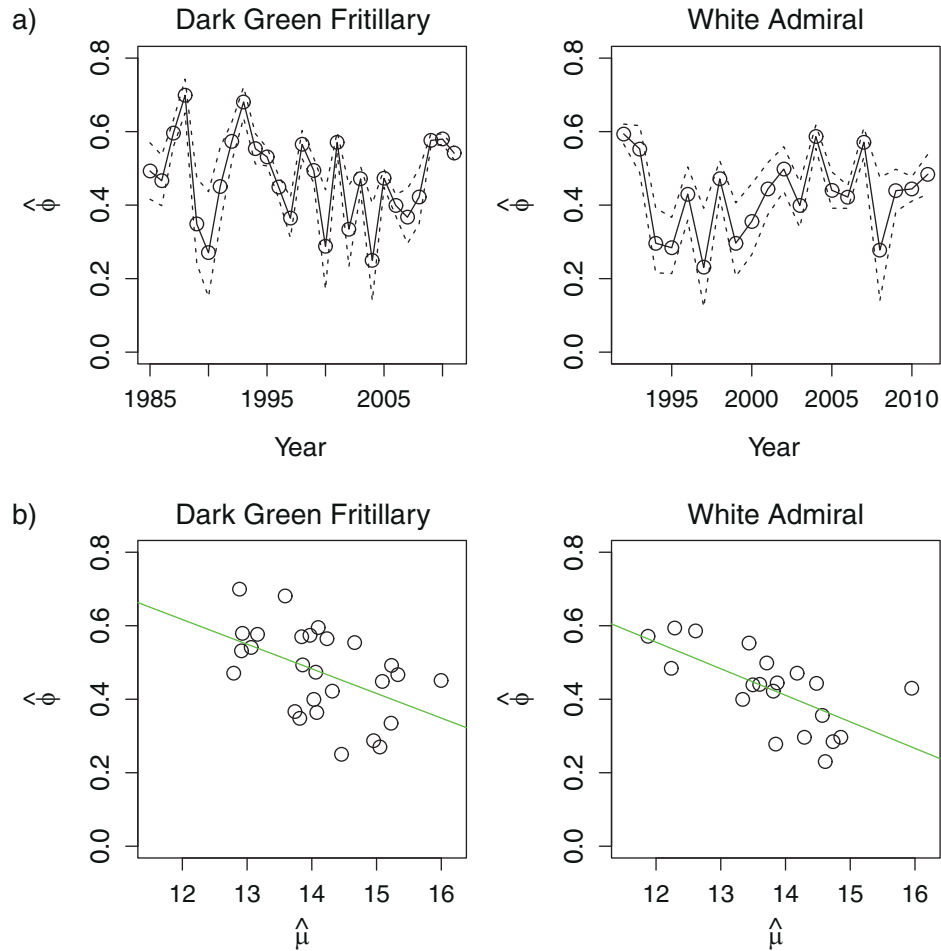 a)
Dark Green Fritillary
White Admiral
0.8
0.6
0.4
0.2
0.0
ϕ̂
1985 1995 2005
Year
0.8
0.6
0.4
0.2
0.0
ϕ̂
1995 2000 2005 2010
Year
b)
Dark Green Fritillary
White Admiral
0.8
0.6
0.4
0.2
0.0
ϕ̂
12 13 14 15 16
μ̂
0.8
0.6
0.4
0.2
0.0
ϕ̂
12 13 14 15 16
μ̂